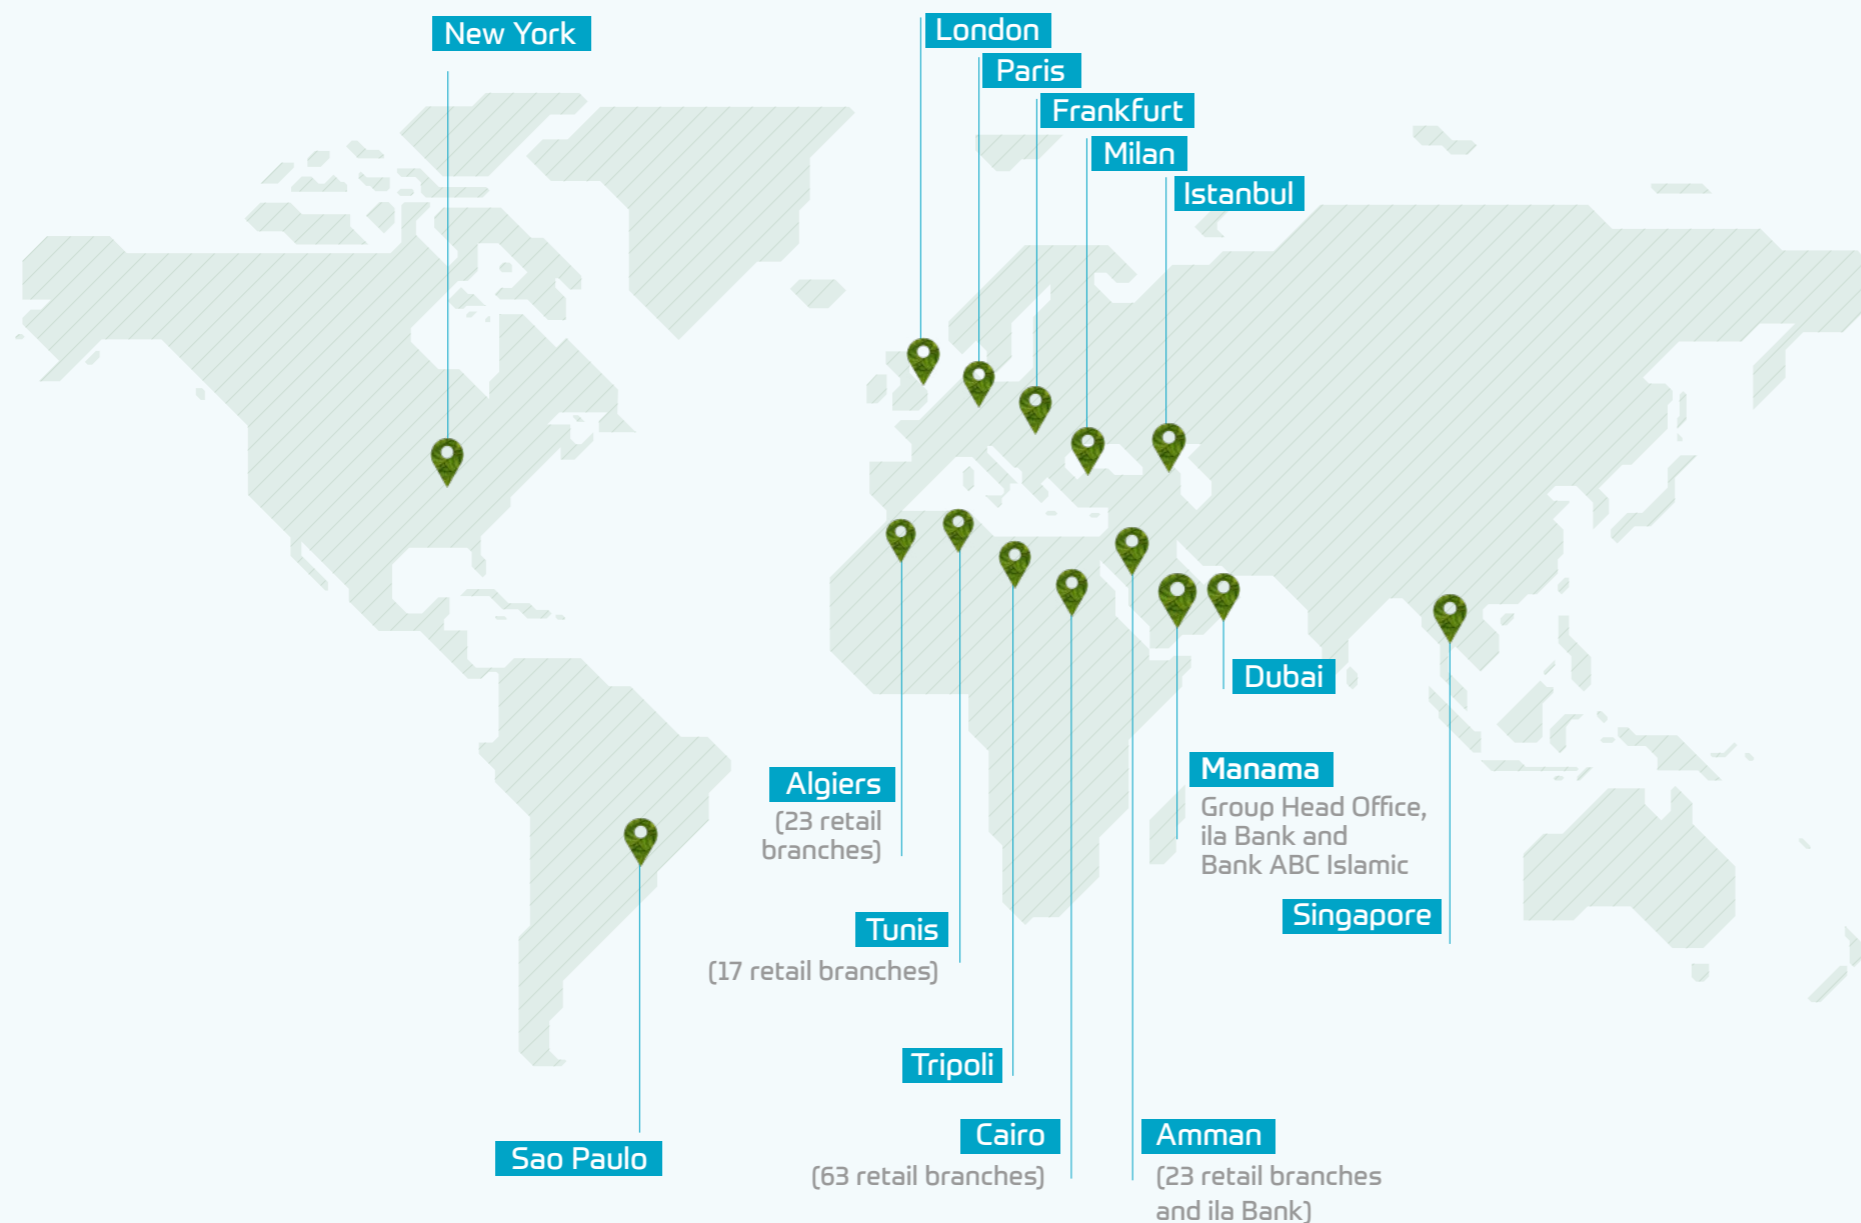 New York
London
Paris
Frankfurt
Milan
Istanbul
Dubai
Manama
Group Head Office,
ila Bank and
Bank ABC Islamic
Algiers
(23 retail
branches)
Singapore
Tunis
(17 retail branches)
Tripoli
Cairo
(63 retail branches)
Amman
(23 retail branches
and ila Bank)
Sao Paulo